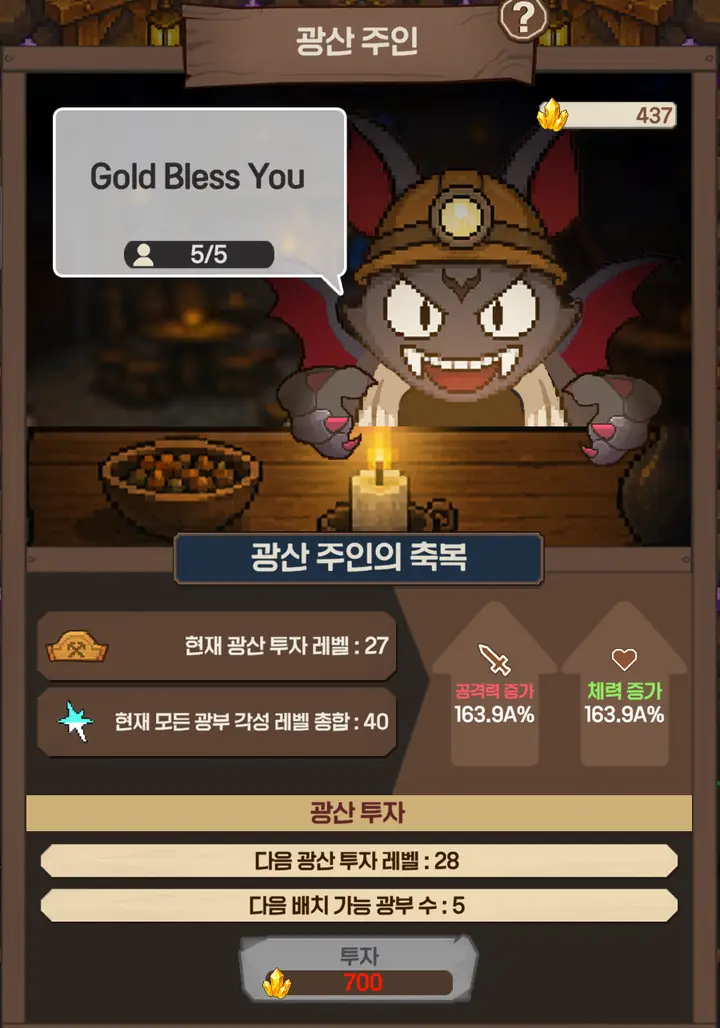 광산 주인
?
437
Gold Bless You
5/5
광산 주인의 축복
현재 광산 투자 레벨 : 27
현재 모든 광부 각성 레벨 총합 : 40
공격력 증가
163.9A%
체력 증가
163.9A%
광산 투자
다음 광산 투자 레벨 : 28
다음 배치 가능 광부 수 : 5
투자
700